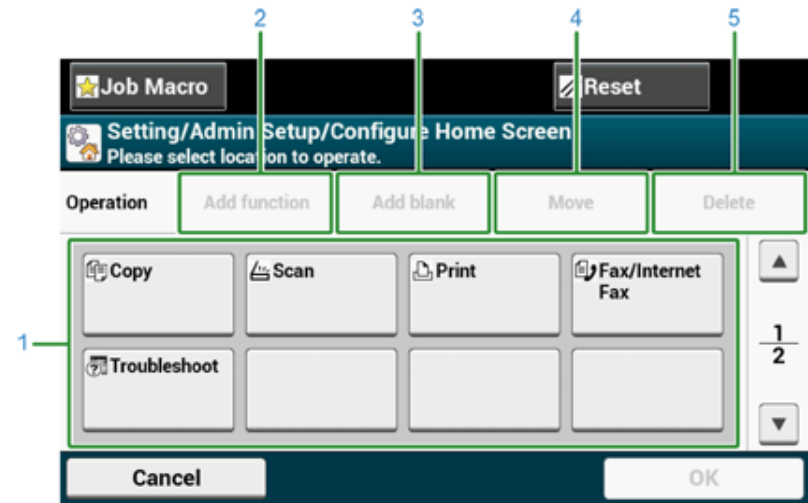 2 3 4 5
Job Macro Reset
Setting/Admin Setup/Configure Home Screen
Please select location to operate.
Operation Add function Add blank Move Delete
Copy Scan Print Fax/Internet
Fax
1
1
2
Troubleshoot
Cancel OK